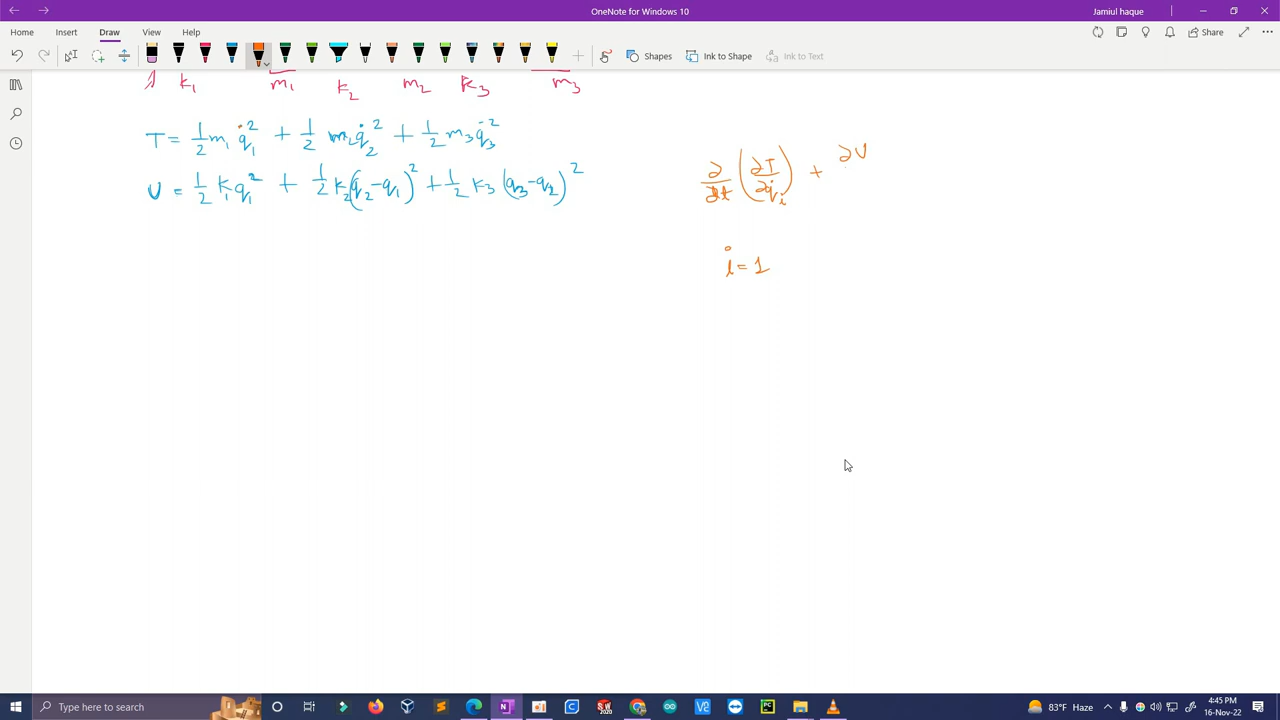 OneNote for Windows 10
Jamiul haque
Home Insert Draw View Help
Share
Shapes Ink to Shape Ink to Text
k₁ m₁ k₂ m₂ k₃ m₃
T = 1/2 m₁ q̇₁² + 1/2 m₂ q̇₂² + 1/2 m₃ q̇₃²
U = 1/2 k₁ q₁² + 1/2 k₂ (q₂-q₁)² + 1/2 k₃ (q₃-q₂)²
∂/∂t (∂T/∂q̇ᵢ) + ∂U
i = 1
Type here to search
83°F Haze
4:45 PM
16-Nov-22